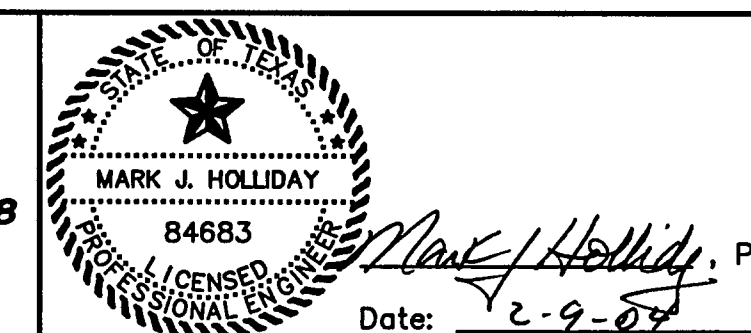 STATE OF TEXAS
MARK J. HOLLIDAY
84683
LICENSED
PROFESSIONAL ENGINEER
8
Mark J Holliday, P
Date: 2-9-04